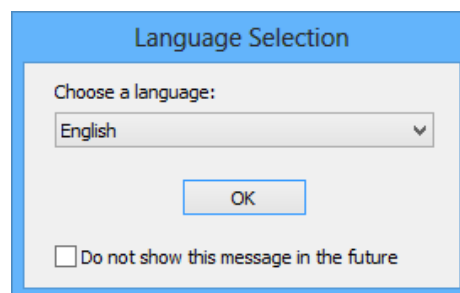 Language Selection
Choose a language:
English
OK
Do not show this message in the future